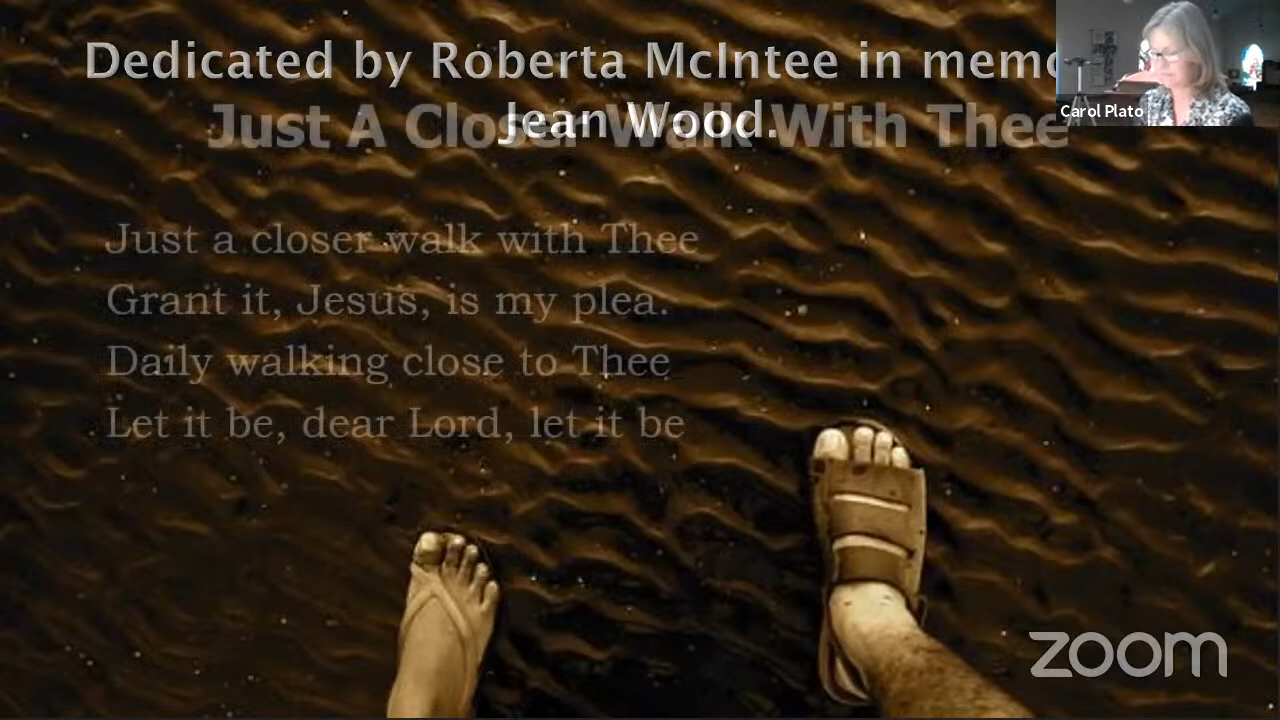 Dedicated by Roberta McIntee in memo
Jean Wood.
Just A Closer Walk With Thee
Carol Plato
Just a closer walk with Thee
Grant it, Jesus, is my plea.
Daily walking close to Thee
Let it be, dear Lord, let it be
zoom